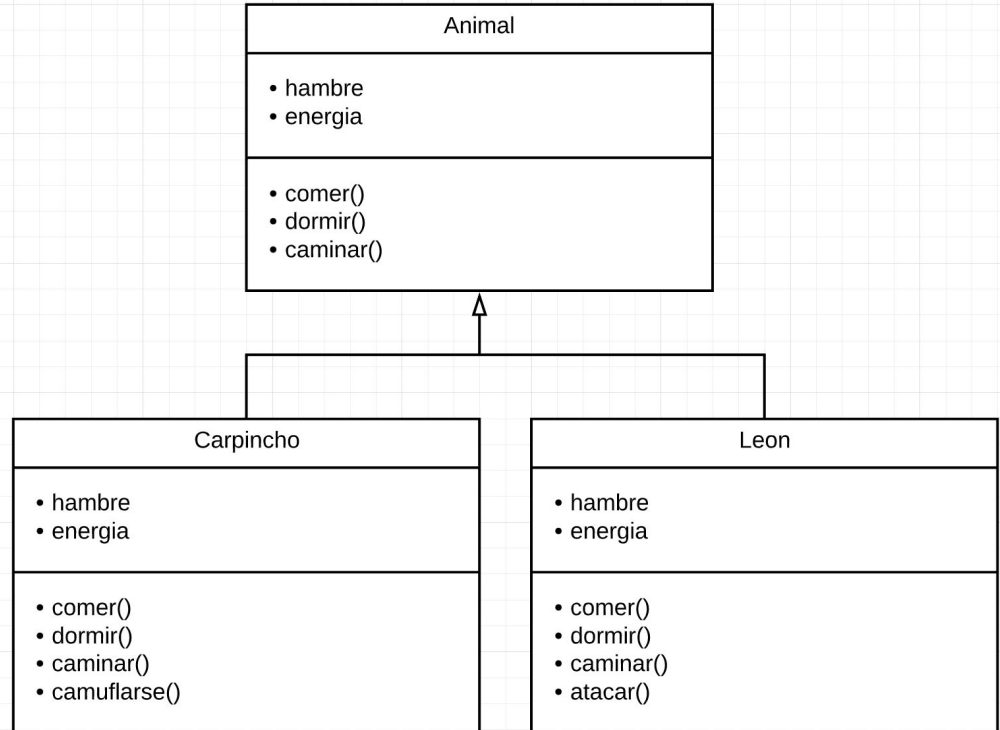 Animal
• hambre
• energia
• comer()
• dormir()
• caminar()
Carpincho
• hambre
• energia
• comer()
• dormir()
• caminar()
• camuflarse()
Leon
• hambre
• energia
• comer()
• dormir()
• caminar()
• atacar()